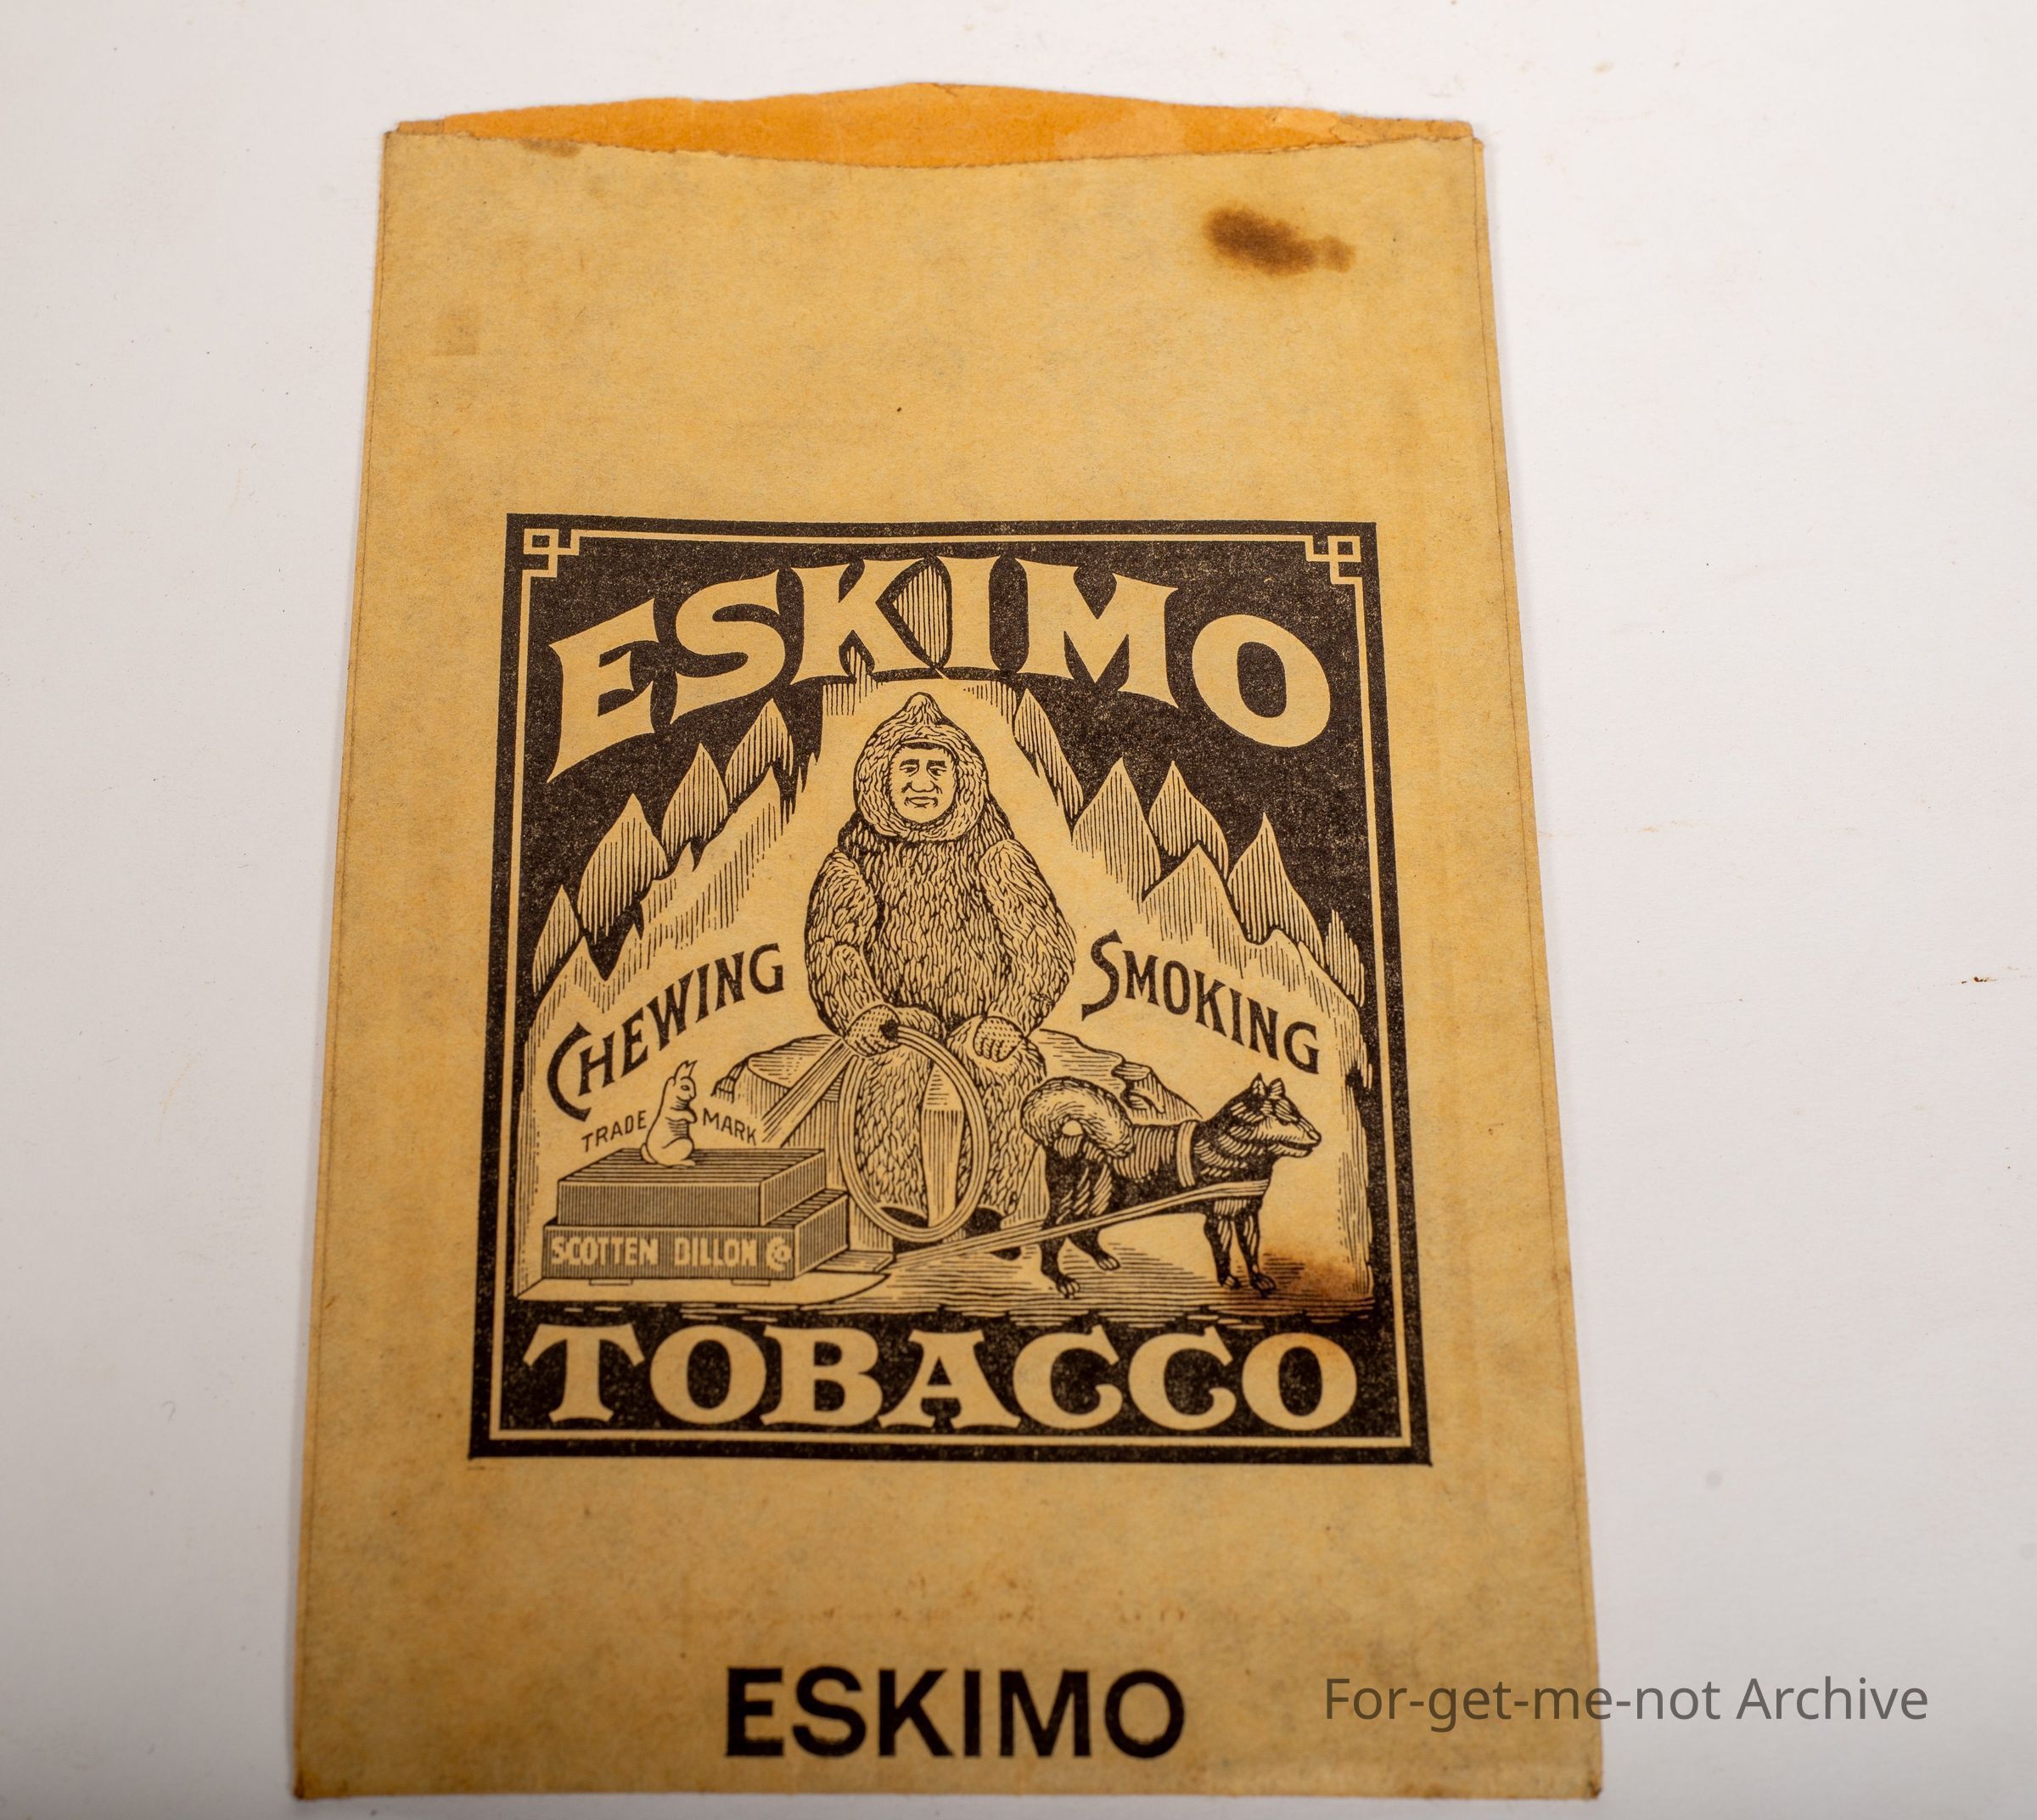 ESKIMO
CHEWING
SMOKING
TRADE MARK
SCOTTEN DILLON Co
TOBACCO
ESKIMO
For-get-me-not Archive